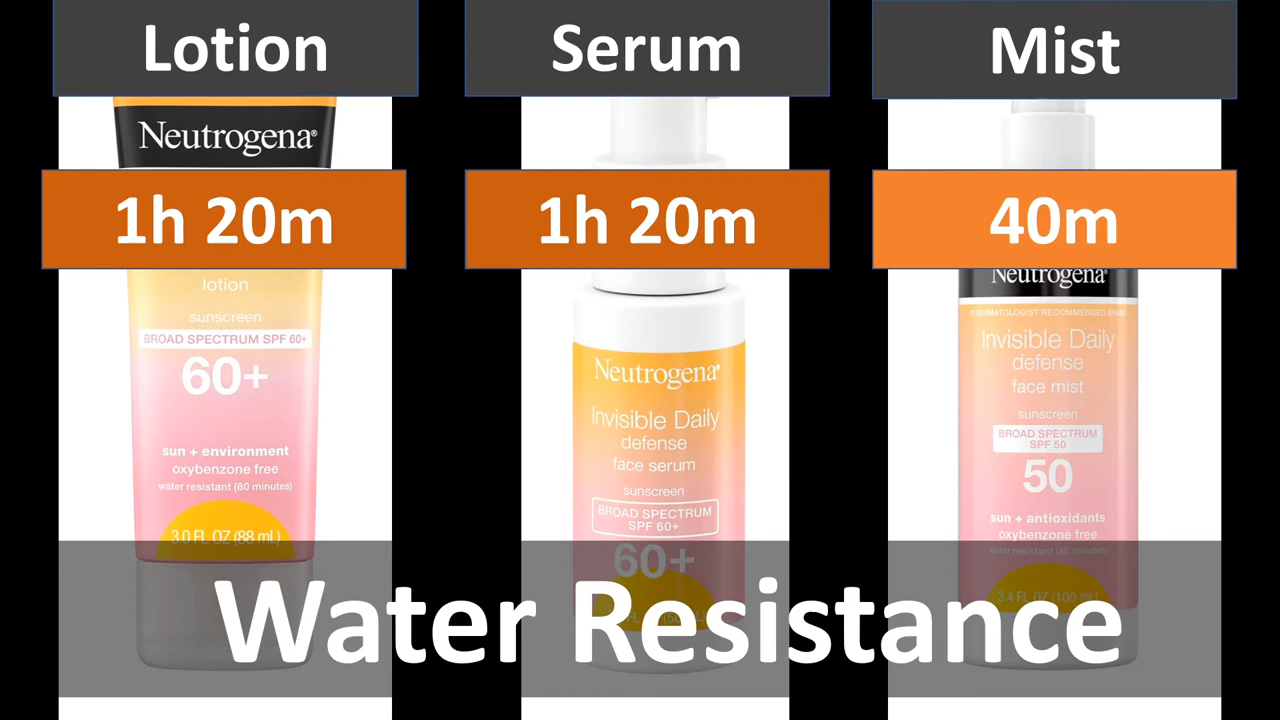 Lotion
Serum
Mist
Neutrogena®
1h 20m
1h 20m
40m
lotion
sunscreen
BROAD SPECTRUM SPF 60+
60+
sun + environment
oxybenzone free
water resistant (80 minutes)
3.0 FL OZ (88 mL)
Neutrogena®
Invisible Daily
defense
face serum
sunscreen
BROAD SPECTRUM
SPF 60+
60+
Neutrogena®
#1 DERMATOLOGIST RECOMMENDED BRAND
Invisible Daily
defense
face mist
sunscreen
BROAD SPECTRUM
SPF 50
50
sun + antioxidants
oxybenzone free
water resistant (40 minutes)
3.4 FL OZ (100 mL)
Water Resistance